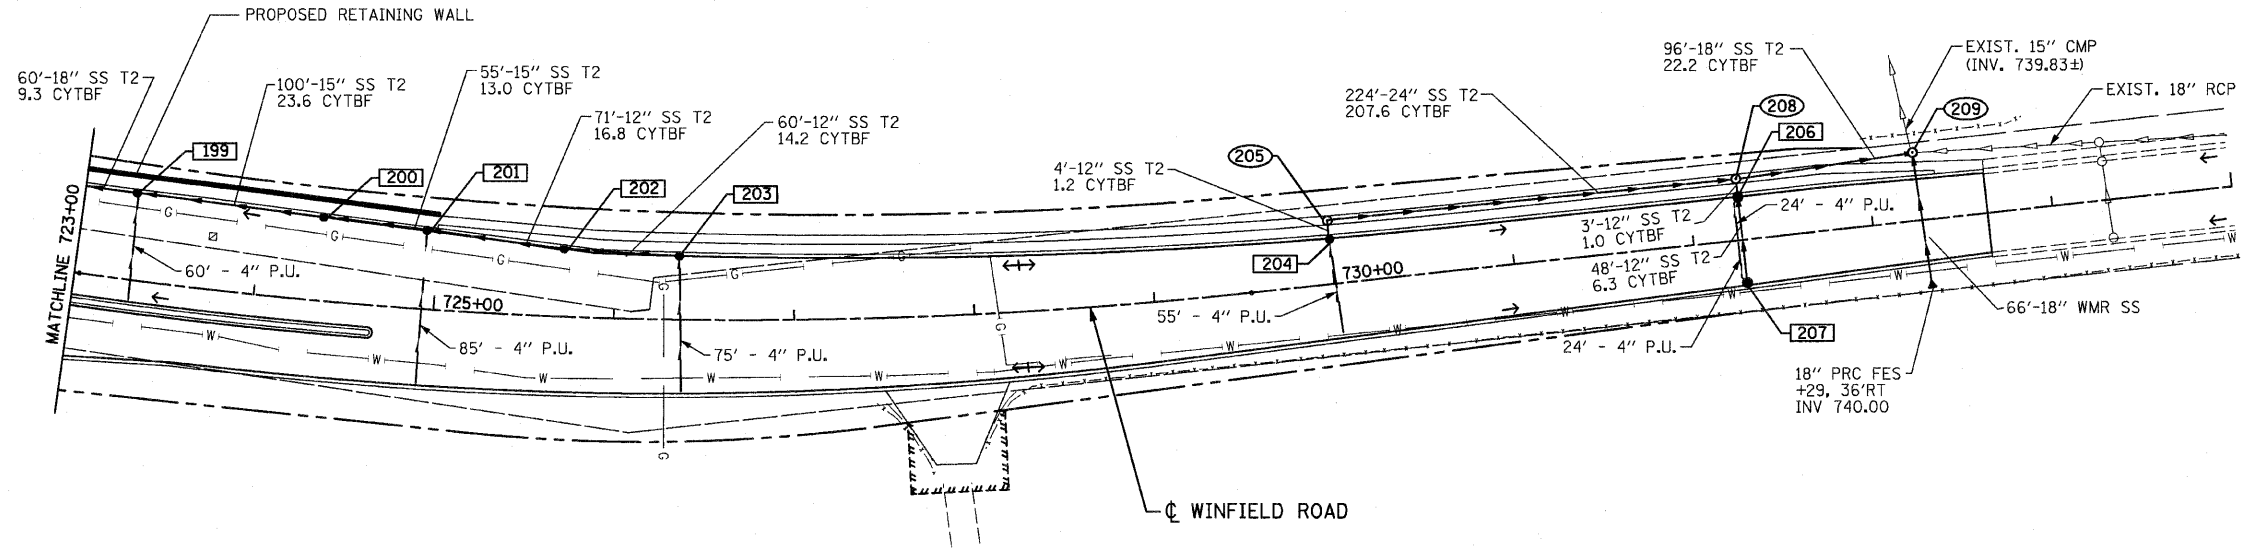 PROPOSED RETAINING WALL
60'-18" SS T2
9.3 CYTBF
100'-15" SS T2
23.6 CYTBF
55'-15" SS T2
13.0 CYTBF
71'-12" SS T2
16.8 CYTBF
60'-12" SS T2
14.2 CYTBF
4'-12" SS T2
1.2 CYTBF
224'-24" SS T2
207.6 CYTBF
96'-18" SS T2
22.2 CYTBF
EXIST. 15" CMP
(INV. 739.83±)
EXIST. 18" RCP
199
200
201
202
203
205
208
206
209
204
207
MATCHLINE 723+00
725+00
730+00
60' - 4" P.U.
85' - 4" P.U.
75' - 4" P.U.
55' - 4" P.U.
3'-12" SS T2
1.0 CYTBF
24' - 4" P.U.
48'-12" SS T2
6.3 CYTBF
24' - 4" P.U.
66'-18" WMR SS
18" PRC FES
+29, 36'RT
INV 740.00
℄ WINFIELD ROAD
G
G
G
G
G
G
G
G
G
W
W
W
W
W
W
W
W
W
W
W
W
W
W